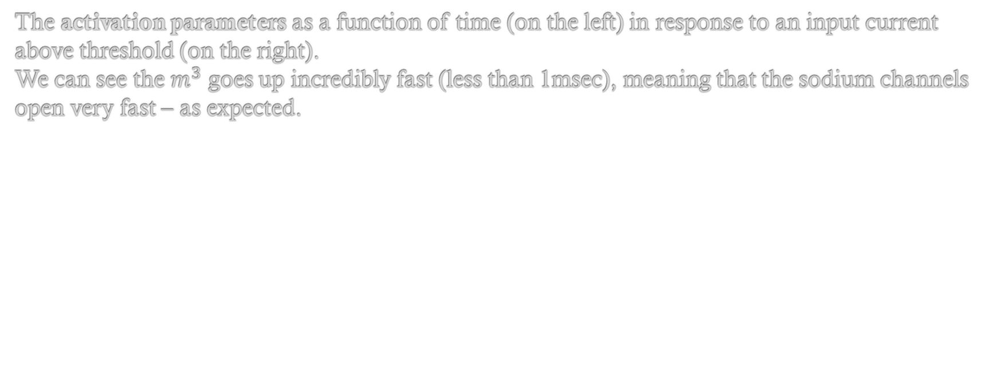 The activation parameters as a function of time (on the left) in response to an input current
above threshold (on the right).
We can see the m³ goes up incredibly fast (less than 1msec), meaning that the sodium channels
open very fast – as expected.